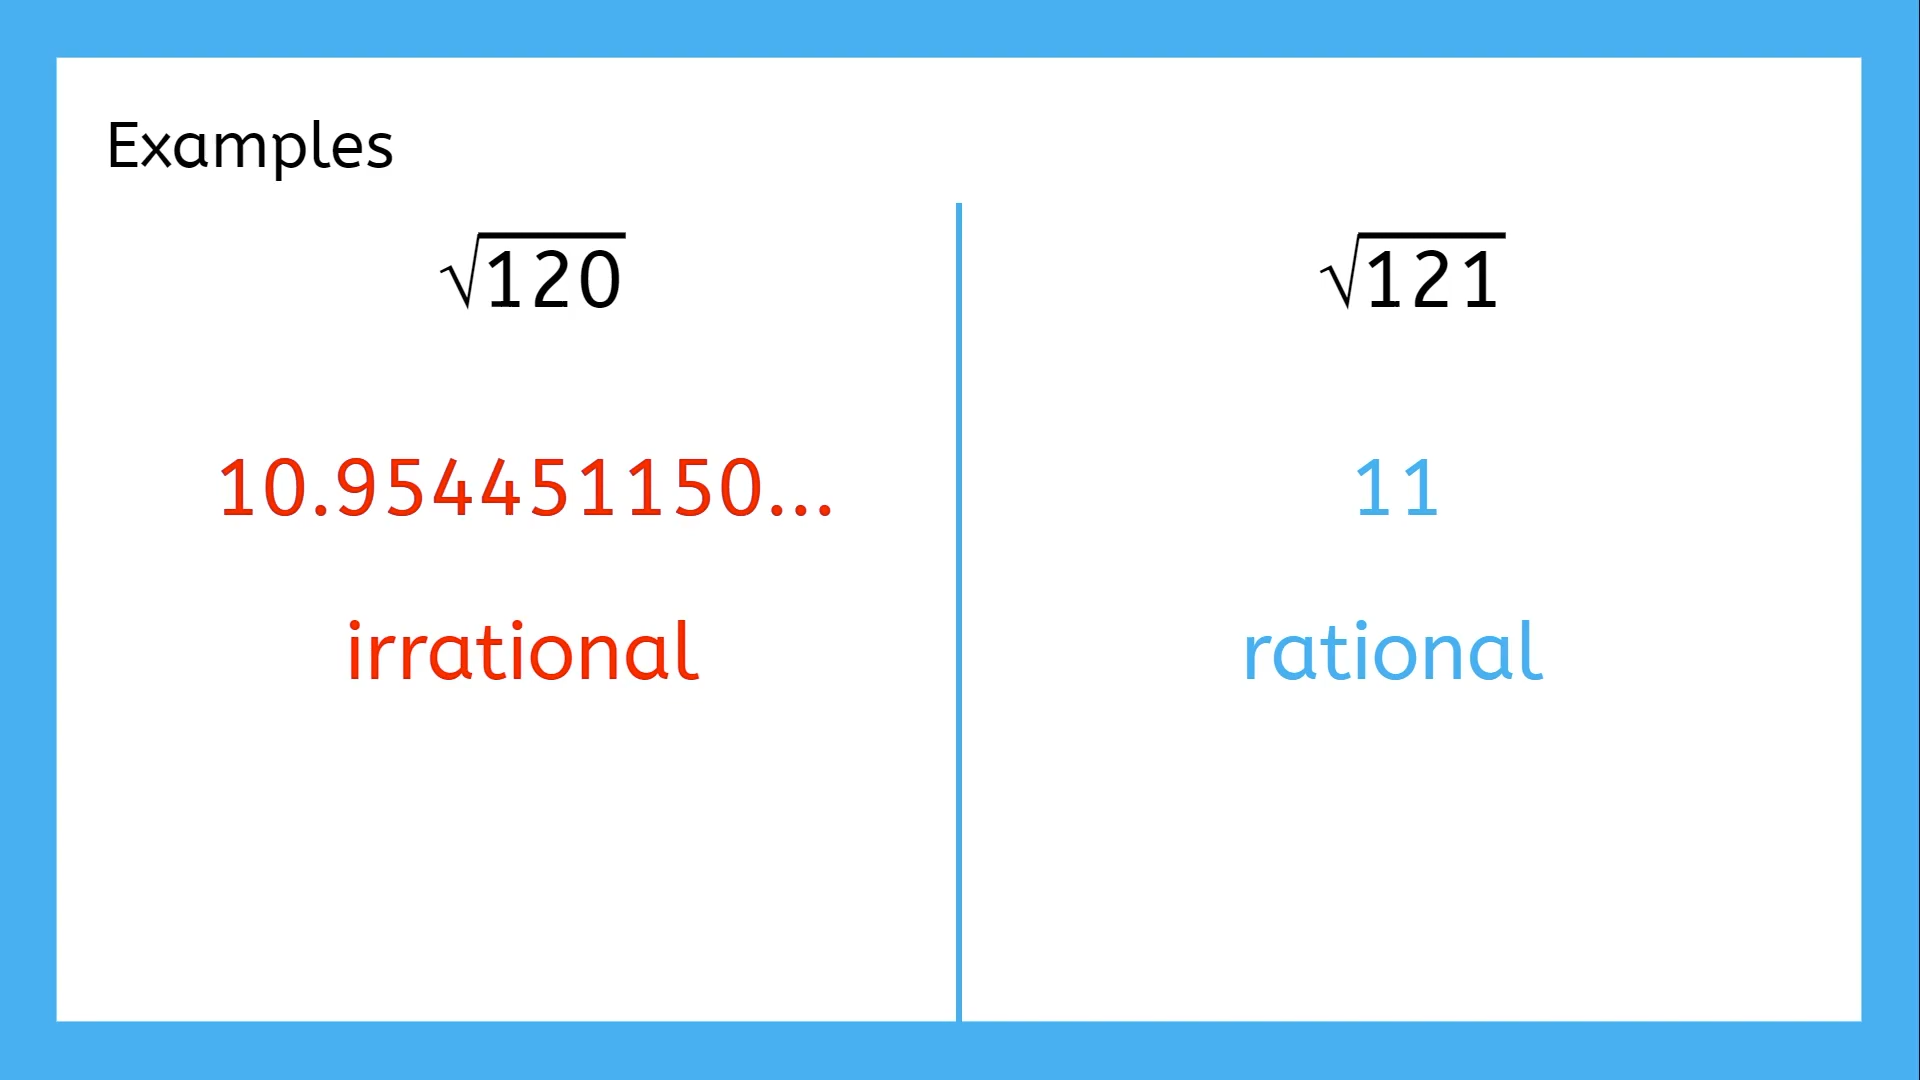 Examples
√120
10.954451150...
irrational
√121
11
rational